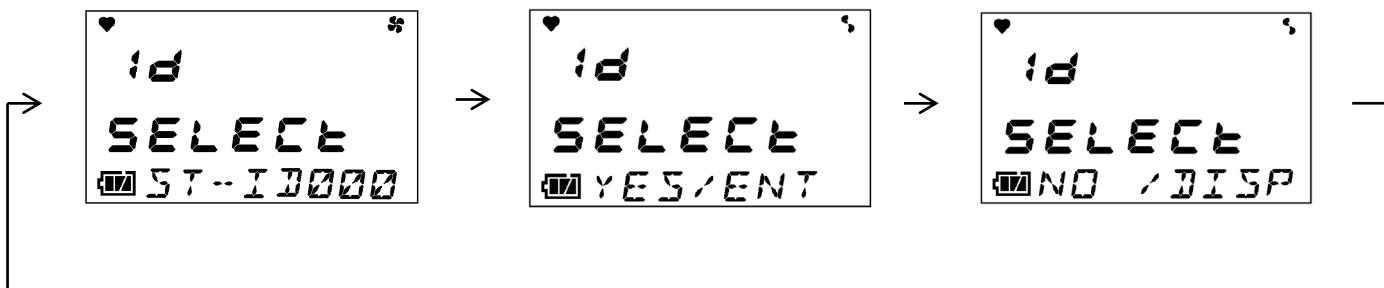 Id
SELECt
ST--ID000
Id
SELECt
YES/ENT
Id
SELECt
NO /DISP